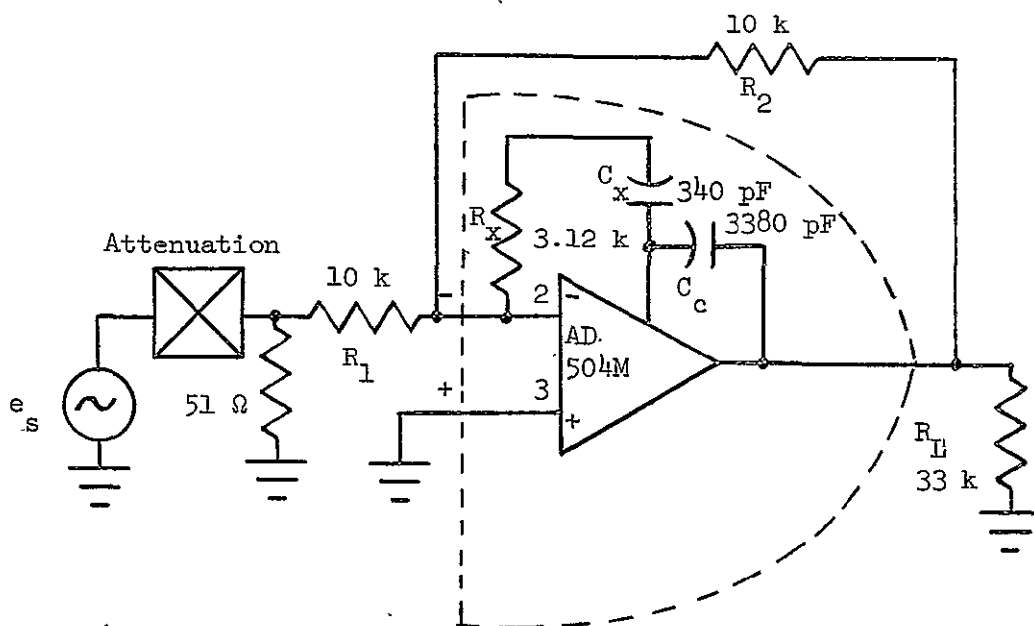 10 k
R2
Cx
340 pF
3380 pF
Rx
3.12 k
Cc
Attenuation
10 k
R1
-
2
-
AD.
504M
+
3
+
es
51 Ω
RL
33 k